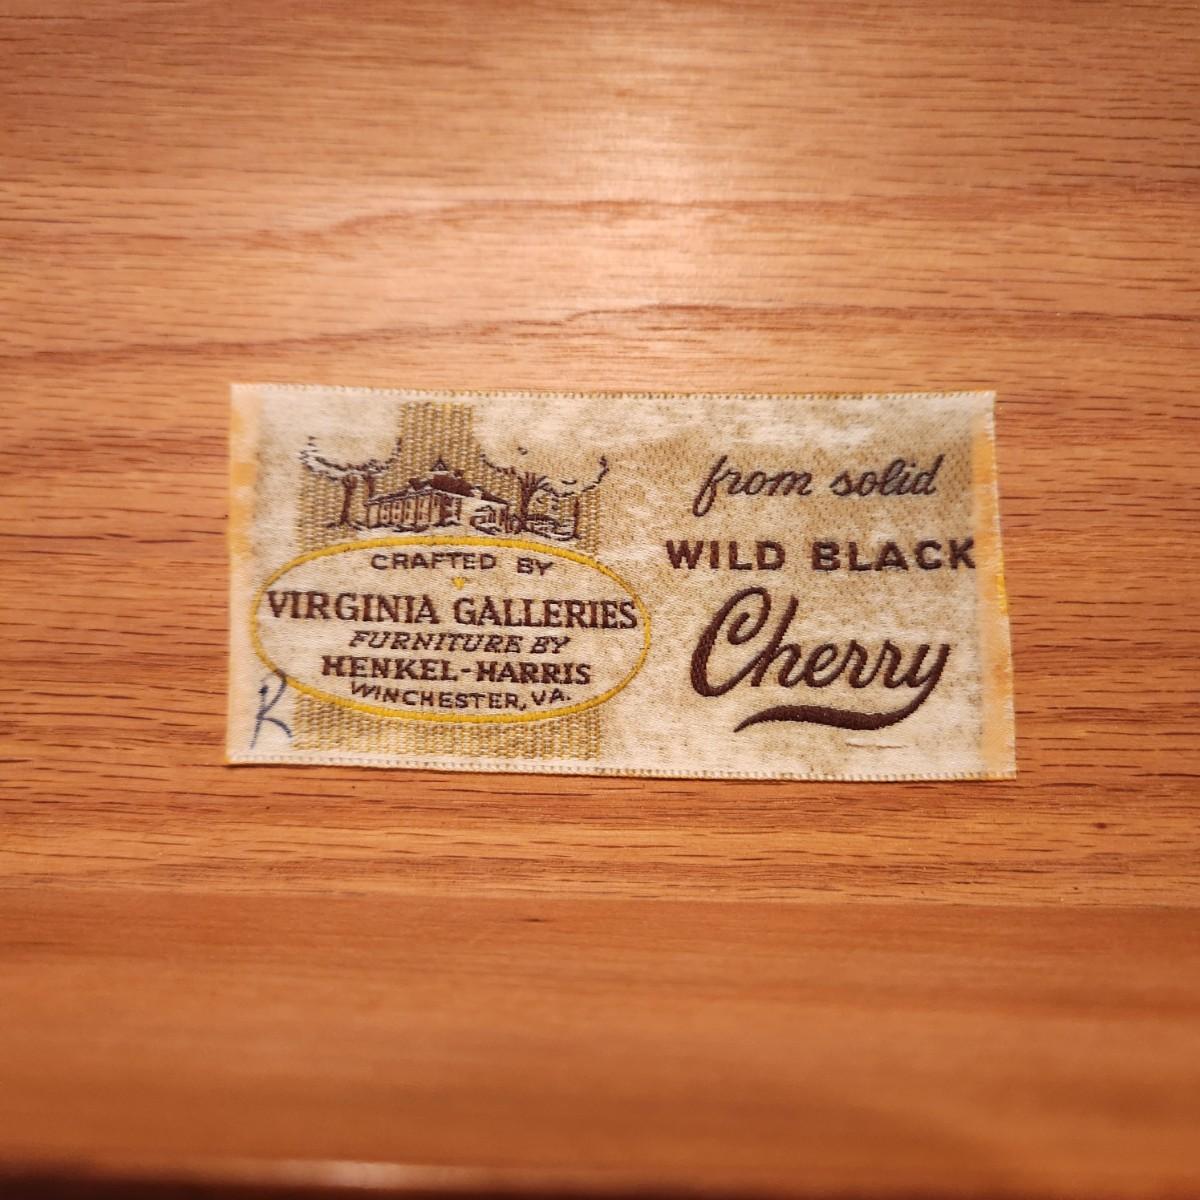 CRAFTED BY
VIRGINIA GALLERIES
FURNITURE BY
HENKEL-HARRIS
WINCHESTER, VA.
R
from solid
WILD BLACK
Cherry